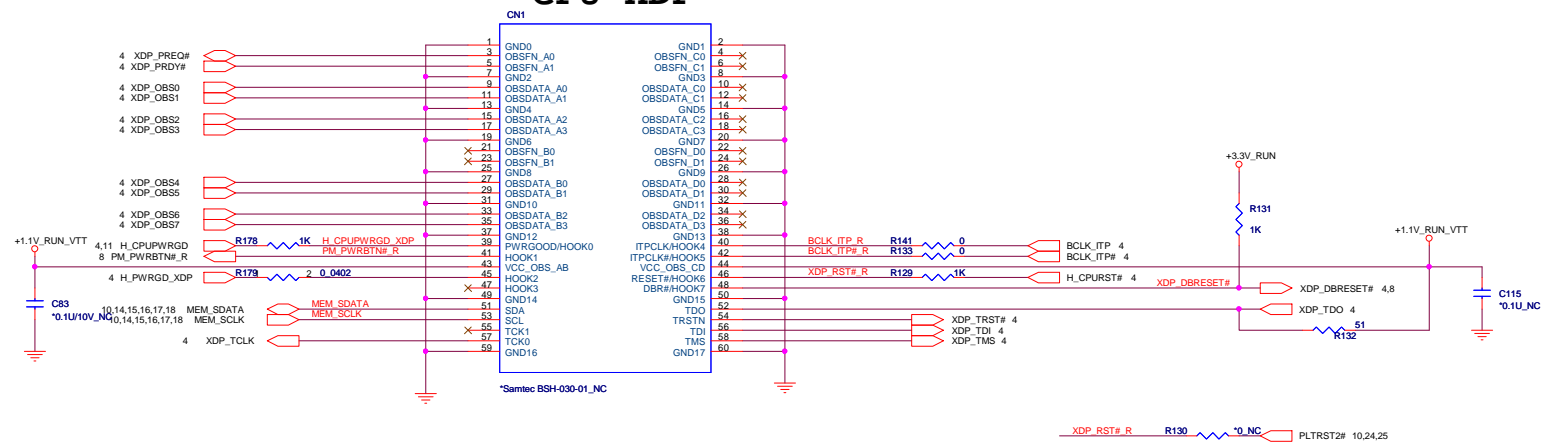 CPU XDP
CN1
1 GND0 GND1 2
4 XDP_PREQ# 3 OBSFN_A0 OBSFN_C0 4
4 XDP_PRDY# 5 OBSFN_A1 OBSFN_C1 6
7 GND2 GND3 8
4 XDP_OBS0 9 OBSDATA_A0 OBSDATA_C0 10
4 XDP_OBS1 11 OBSDATA_A1 OBSDATA_C1 12
13 GND4 GND5 14
4 XDP_OBS2 15 OBSDATA_A2 OBSDATA_C2 16
4 XDP_OBS3 17 OBSDATA_A3 OBSDATA_C3 18
19 GND6 GND7 20
21 OBSFN_B0 OBSFN_D0 22
23 OBSFN_B1 OBSFN_D1 24
+3.3V_RUN
25 GND8 GND9 26
4 XDP_OBS4 27 OBSDATA_B0 OBSDATA_D0 28
4 XDP_OBS5 29 OBSDATA_B1 OBSDATA_D1 30
31 GND10 GND11 32
R131
4 XDP_OBS6 33 OBSDATA_B2 OBSDATA_D2 34
4 XDP_OBS7 35 OBSDATA_B3 OBSDATA_D3 36
1K
37 GND12 GND13 38
+1.1V_RUN_VTT +1.1V_RUN_VTT
4,11 H_CPUPWRGD R178 1K H_CPUPWRGD_XDP 39 PWRGOOD/HOOK0 ITPCLK/HOOK4 40 BCLK_ITP_R R141 0 BCLK_ITP 4
8 PM_PWRBTN#_R PM_PWRBTN#_R 41 HOOK1 ITPCLK#/HOOK5 42 BCLK_ITP#_R R133 0 BCLK_ITP# 4
43 VCC_OBS_AB VCC_OBS_CD 44
4 H_PWRGD_XDP R179 2 0_0402 45 HOOK2 RESET#/HOOK6 46 XDP_RST#_R R129 1K H_CPURST# 4
47 HOOK3 DBR#/HOOK7 48 XDP_DBRESET# XDP_DBRESET# 4,8
49 GND14 GND15 50
C83 C115
*0.1U/10V_NC *0.1U_NC
10,14,15,16,17,18 MEM_SDATA MEM_SDATA 51 SDA TDO 52 XDP_TDO 4
10,14,15,16,17,18 MEM_SCLK MEM_SCLK 53 SCL TRSTN 54 XDP_TRST# 4
55 TCK1 TDI 56 XDP_TDI 4
51
R132
4 XDP_TCLK 57 TCK0 TMS 58 XDP_TMS 4
59 GND16 GND17 60
*Samtec BSH-030-01_NC
XDP_RST#_R R130 *0_NC PLTRST2# 10,24,25